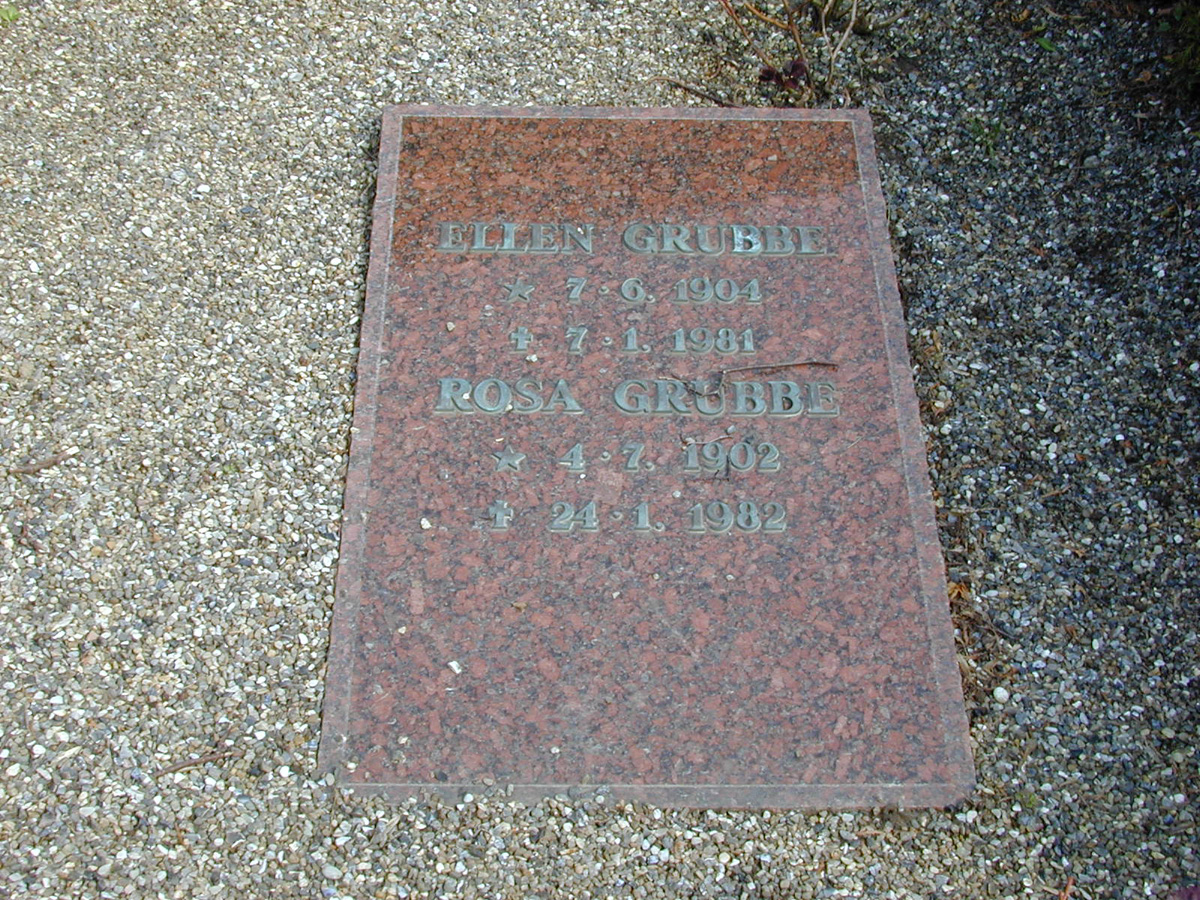 ELLEN GRUBBE
★ 7·6. 1904
✝ 7·1. 1981
ROSA GRUBBE
★ 4·7. 1902
✝ 24·1. 1982